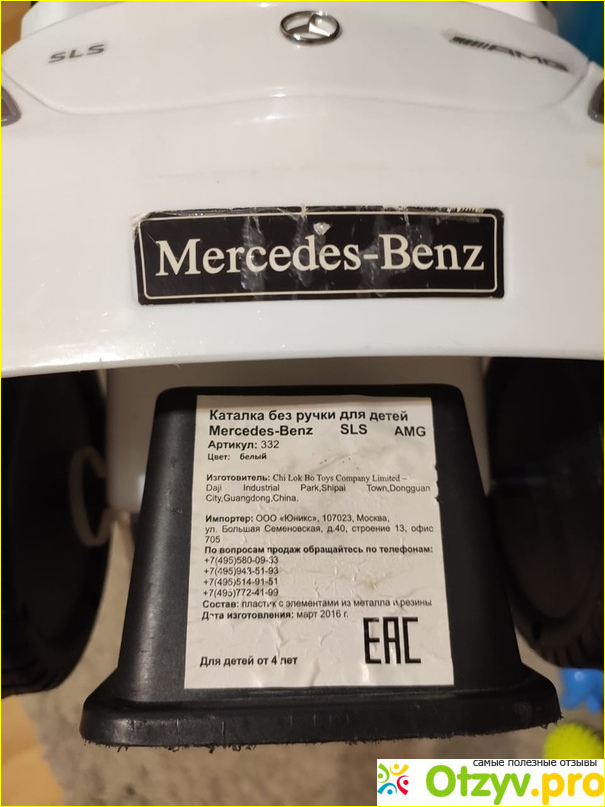 SLS
AMG
Mercedes-Benz
Каталка без ручки для детей
Mercedes-Benz SLS AMG
Артикул: 332
Цвет: белый
Изготовитель: Chi Lok Bo Toys Company Limited –
Daji Industrial Park,Shipai Town,Dongguan
City,Guangdong,China.
Импортер: ООО «Юникс», 107023, Москва,
ул. Большая Семеновская, д.40, строение 13, офис
705
По вопросам продаж обращайтесь по телефонам:
+7(495)580-09-33
+7(495)943-51-93
+7(495)514-91-51
+7(495)772-41-99
Состав: пластик с элементами из металла и резины
Дата изготовления: март 2016 г.
EAC
Для детей от 4 лет
самые полезные отзывы
Otzyv.pro